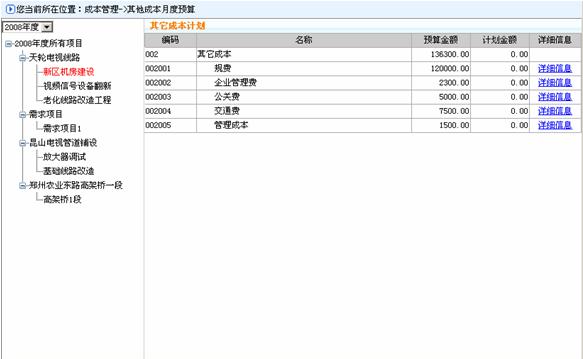 您当前所在位置：成本管理->其他成本月度预算
2008年度
2008年度所有项目
天轮电视线路
新区机房建设
视频信号设备翻新
老化线路改造工程
需求项目
需求项目1
昆山电视管道铺设
放大器调试
基础线路改造
郑州农业东路高架桥一段
高架桥1段
其它成本计划
编码 名称 预算金额 计划金额 详细信息
002 其它成本 136300.00 0.00
002001 规费 120000.00 0.00 详细信息
002002 企业管理费 2300.00 0.00 详细信息
002003 公关费 5000.00 0.00 详细信息
002004 交通费 7500.00 0.00 详细信息
002005 管理成本 1500.00 0.00 详细信息